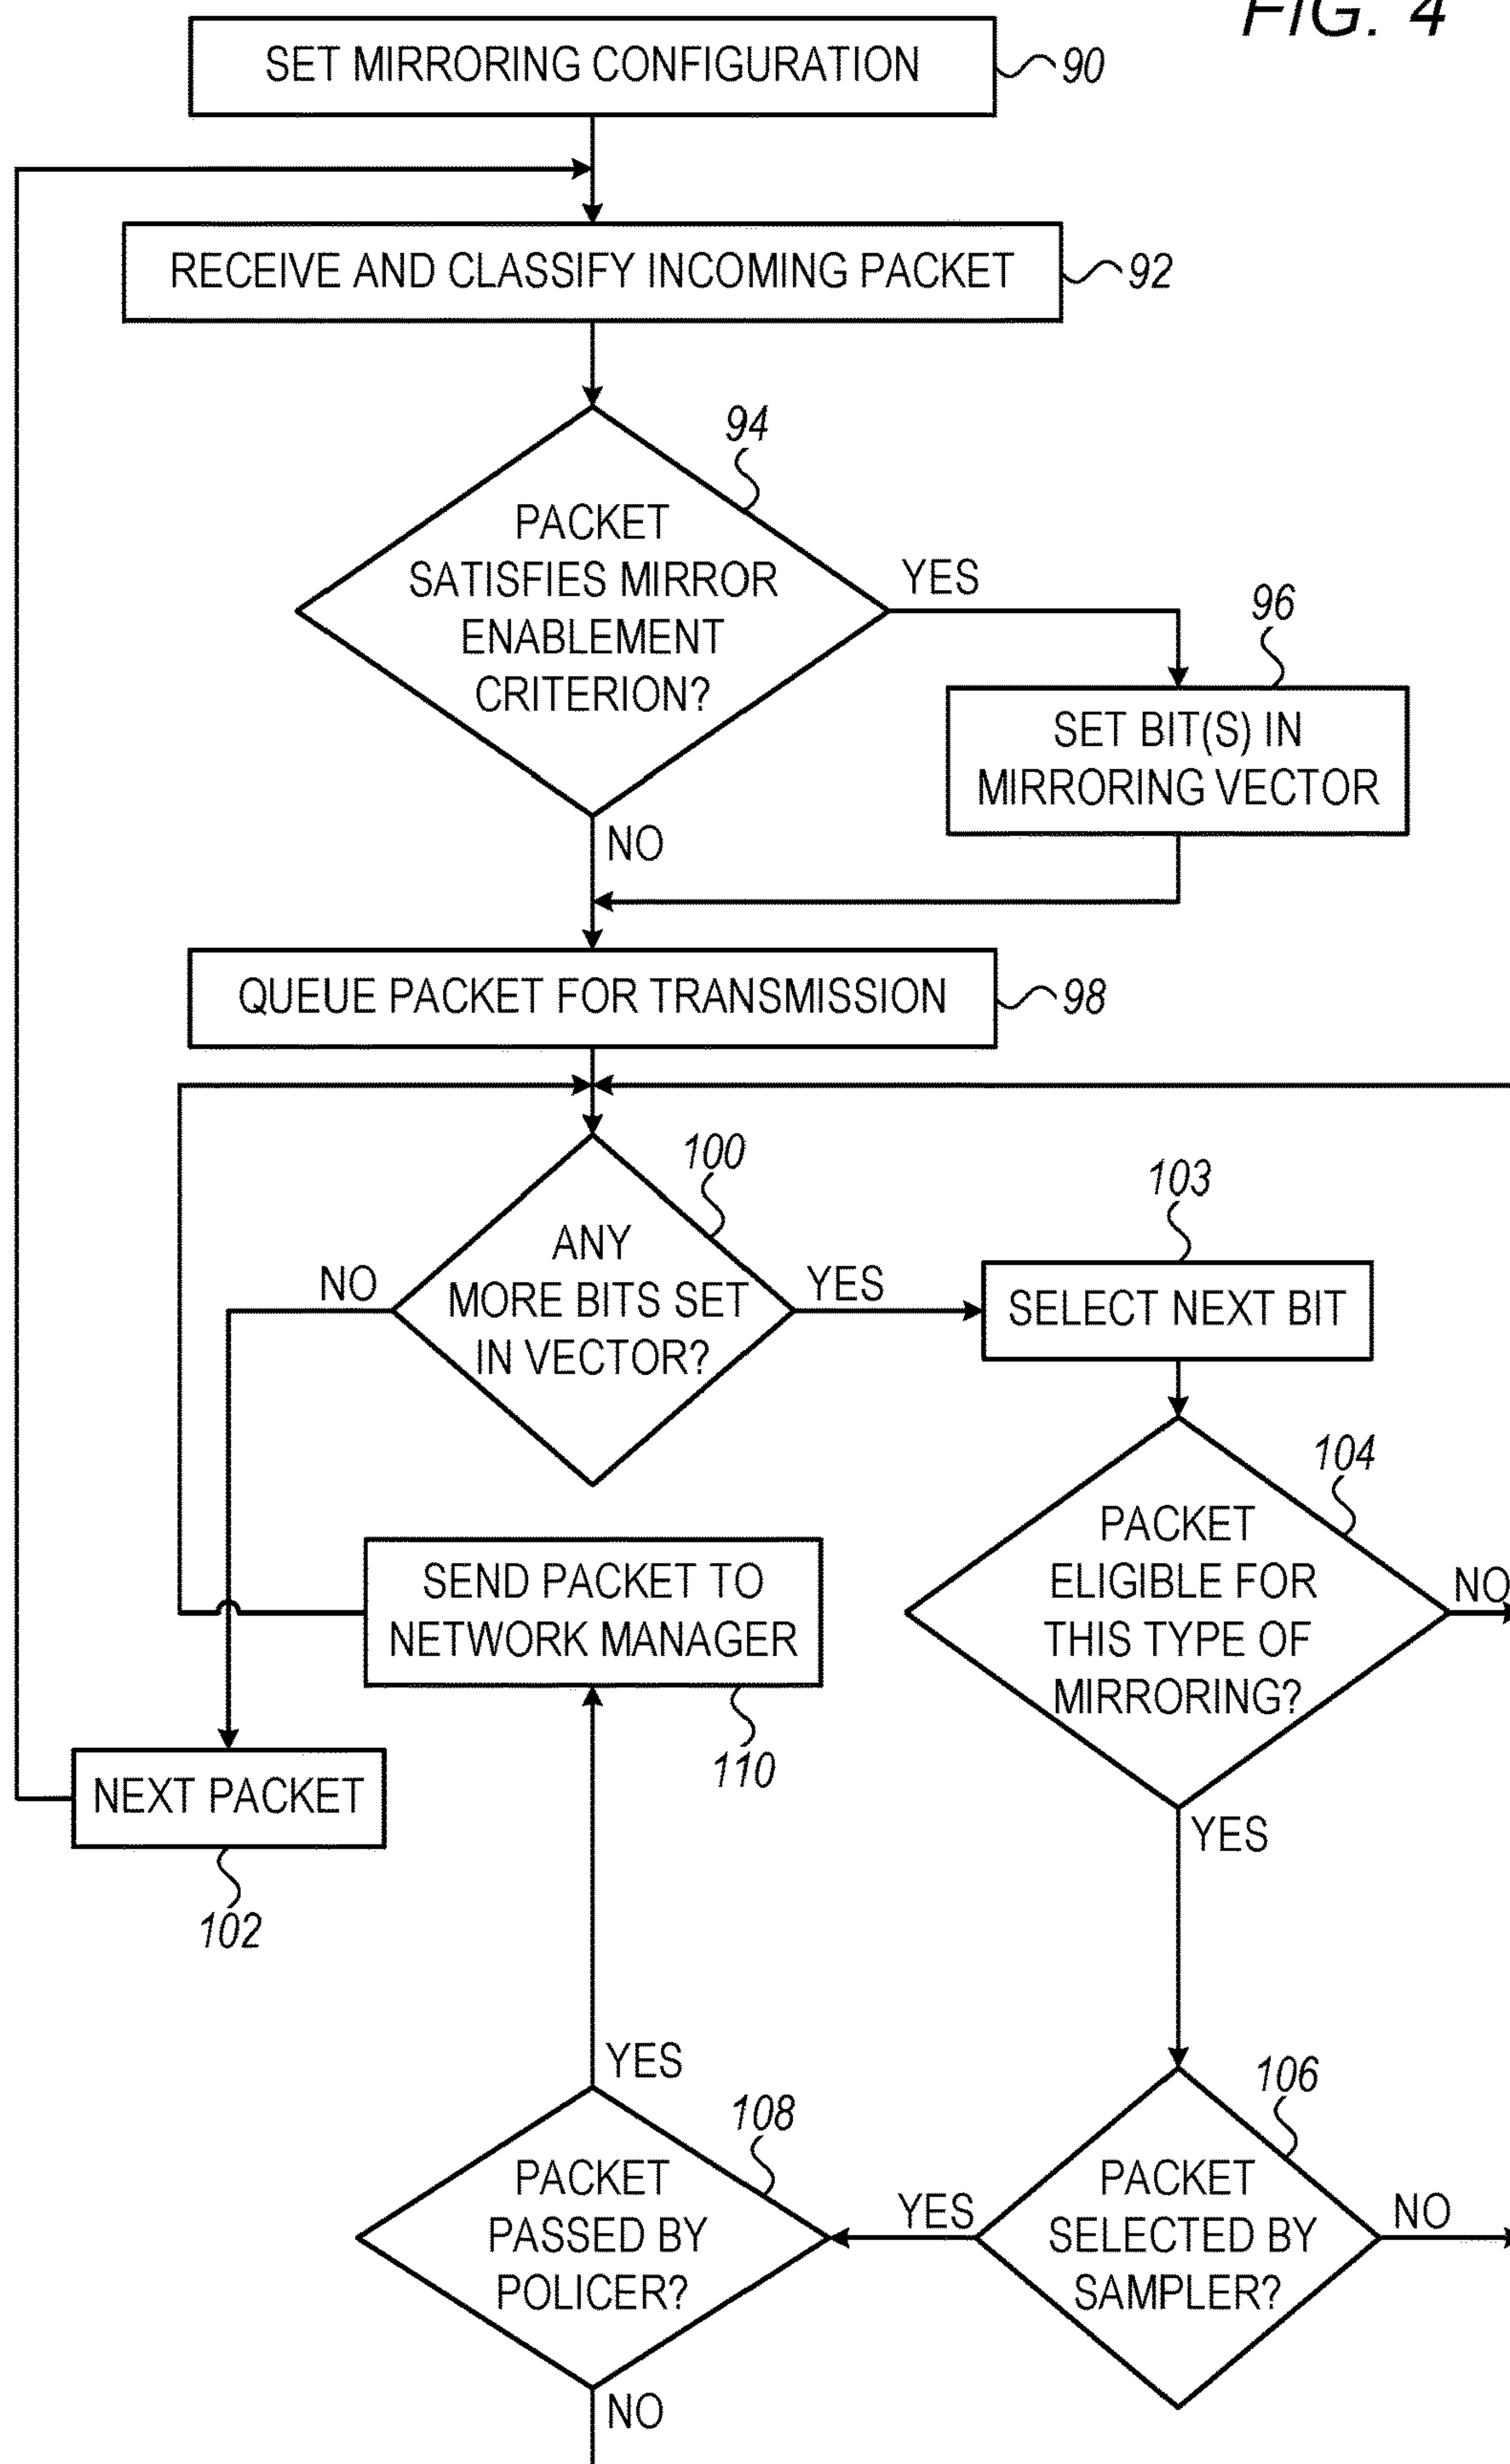 FIG. 4
SET MIRRORING CONFIGURATION
90
RECEIVE AND CLASSIFY INCOMING PACKET
92
94
PACKET
SATISFIES MIRROR
ENABLEMENT
CRITERION?
YES
96
SET BIT(S) IN
MIRRORING VECTOR
NO
QUEUE PACKET FOR TRANSMISSION
98
100
ANY
MORE BITS SET
IN VECTOR?
NO
YES
103
SELECT NEXT BIT
104
PACKET
ELIGIBLE FOR
THIS TYPE OF
MIRRORING?
NO
YES
SEND PACKET TO
NETWORK MANAGER
110
NEXT PACKET
102
YES
106
PACKET
SELECTED BY
SAMPLER?
NO
YES
108
PACKET
PASSED BY
POLICER?
NO